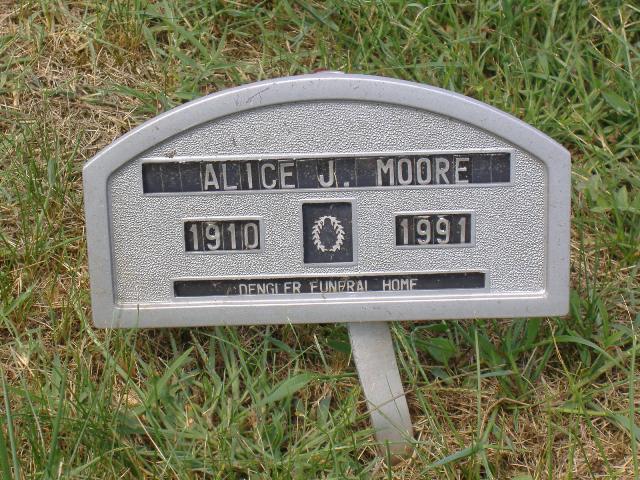 ALICE J. MOORE
1910 1991
DENGLER FUNERAL HOME